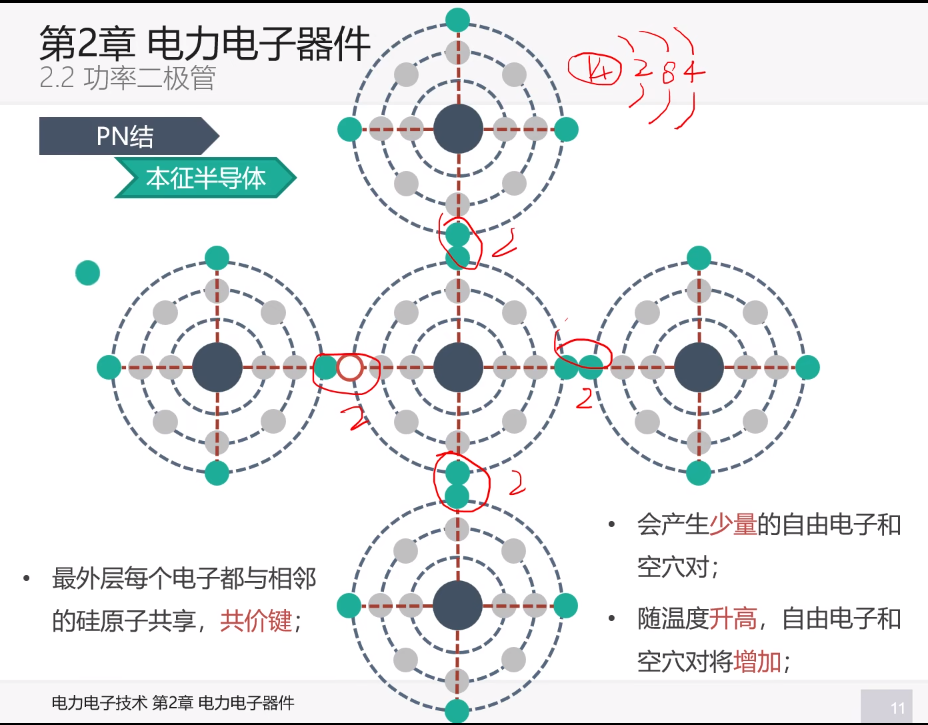 第2章 电力电子器件
2.2 功率二极管
14 2 8 4
PN结
本征半导体
2
2
2
2
• 会产生少量的自由电子和
空穴对；
• 随温度升高，自由电子和
空穴对将增加；
• 最外层每个电子都与相邻
的硅原子共享，共价键；
电力电子技术 第2章 电力电子器件
11